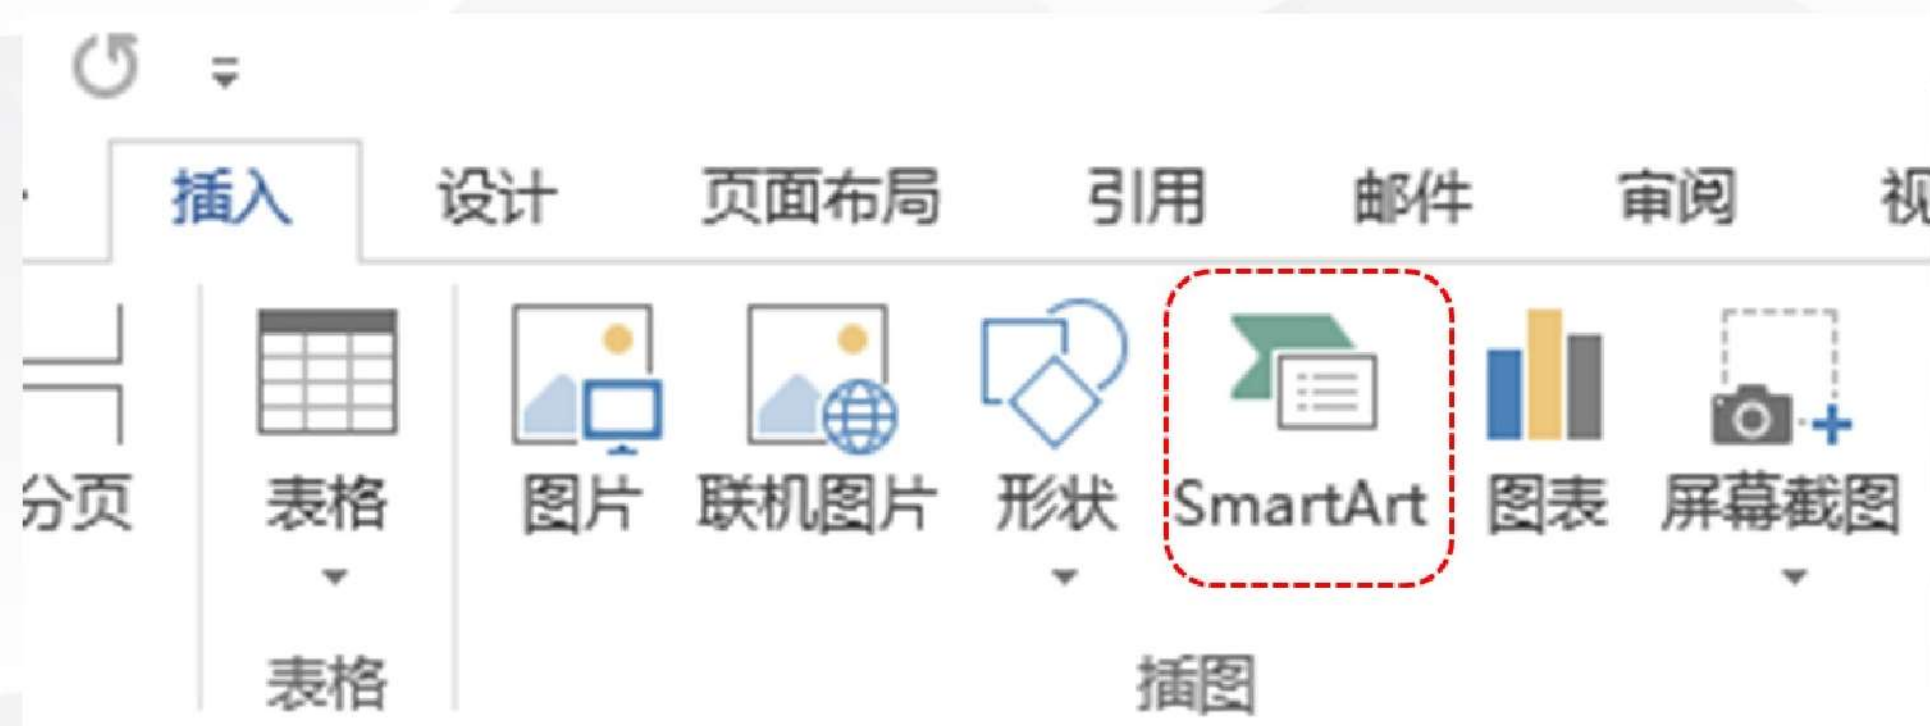 插入 设计 页面布局 引用 邮件 审阅 视
分页 表格 图片 联机图片 形状 SmartArt 图表 屏幕截图
表格 插图